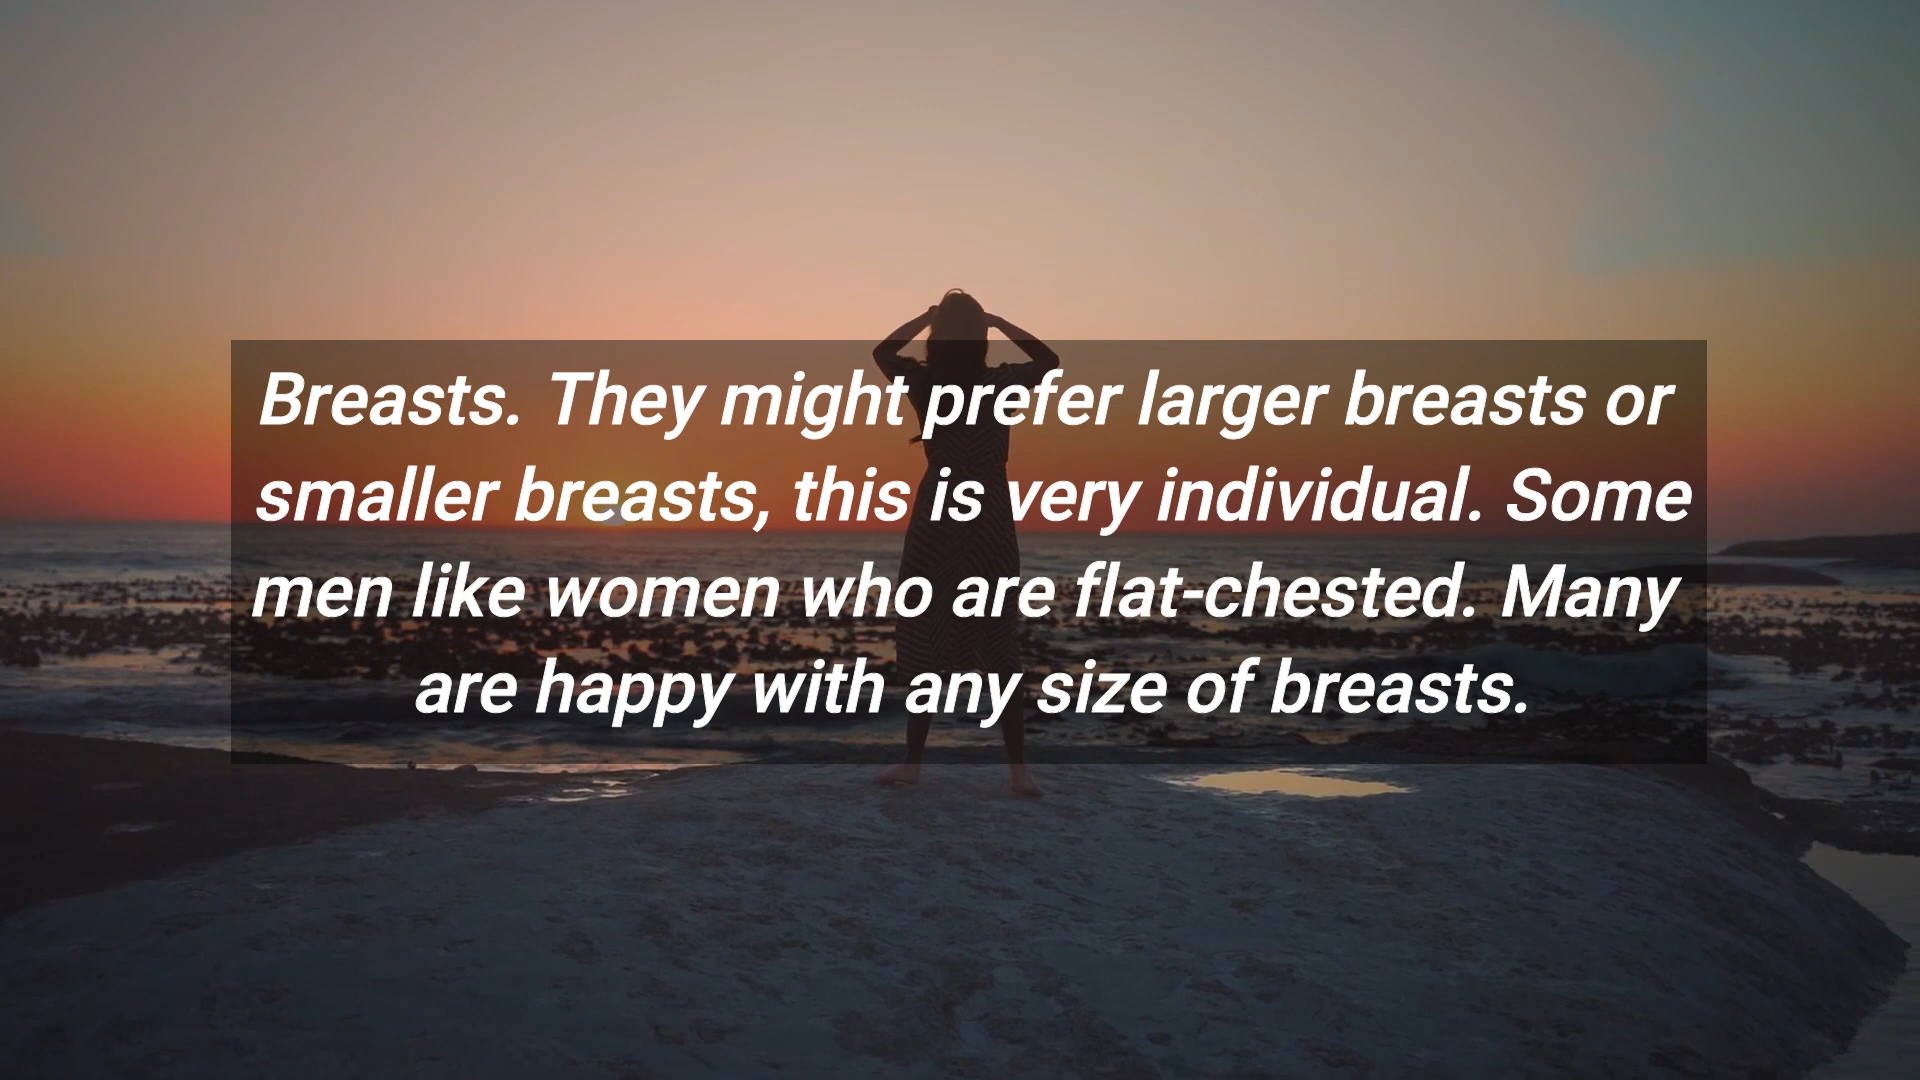 Breasts. They might prefer larger breasts or
smaller breasts, this is very individual. Some
men like women who are flat-chested. Many
are happy with any size of breasts.